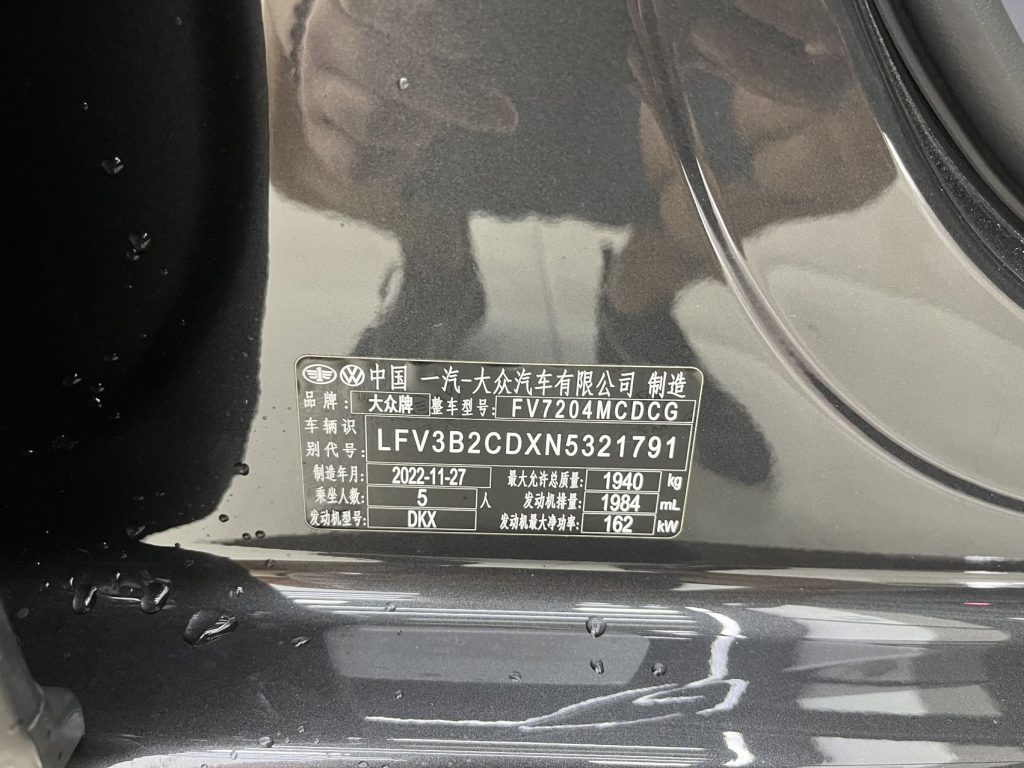 中国 一汽-大众汽车有限公司 制造
品牌: 大众牌 整车型号: FV7204MCDCG
车辆识别代号: LFV3B2CDXN5321791
制造年月: 2022-11-27 最大允许总质量: 1940 kg
乘坐人数: 5 人 发动机排量: 1984 mL
发动机型号: DKX 发动机最大净功率: 162 kW